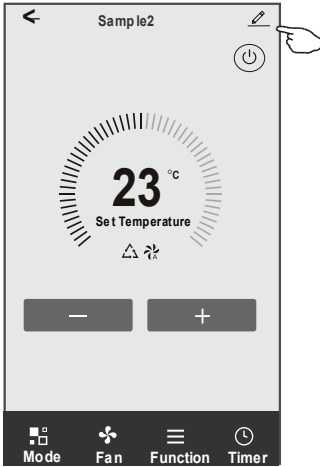 Sample2
23 °C
Set Temperature
A
− +
Mode Fan Function Timer